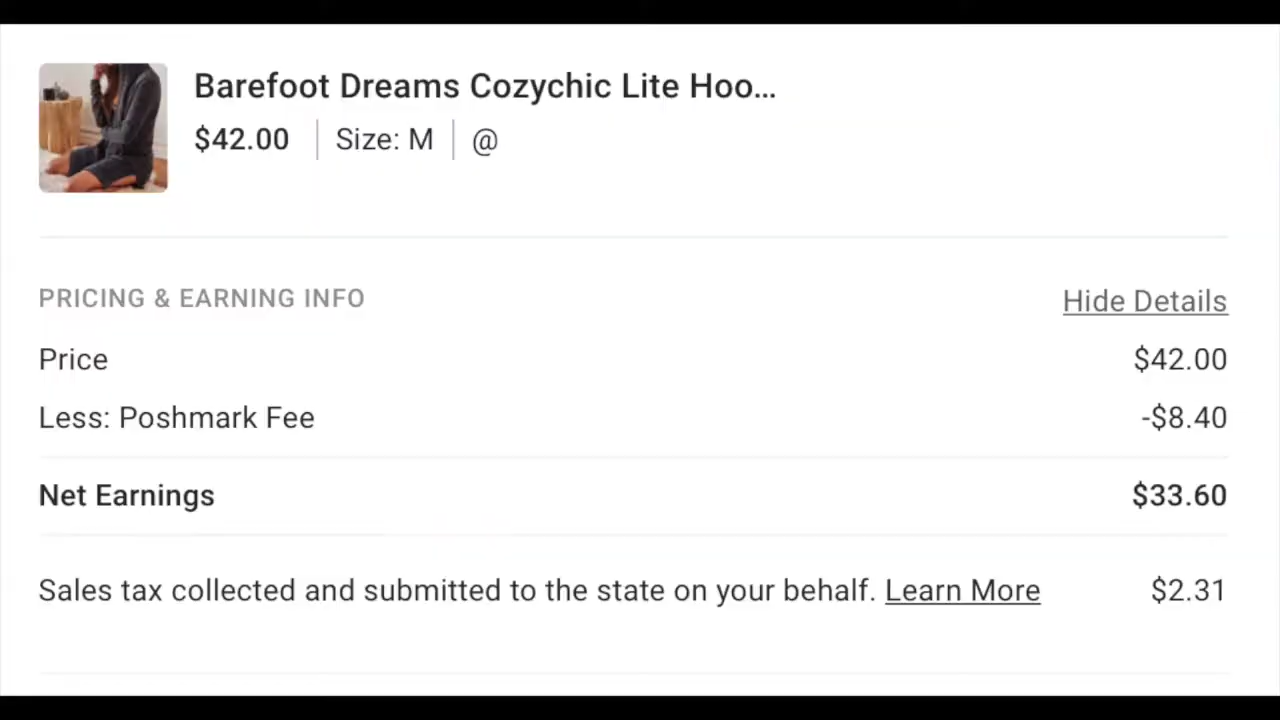 Barefoot Dreams Cozychic Lite Hoo...
$42.00 | Size: M | @
PRICING & EARNING INFO
Hide Details
Price $42.00
Less: Poshmark Fee -$8.40
Net Earnings $33.60
Sales tax collected and submitted to the state on your behalf. Learn More $2.31